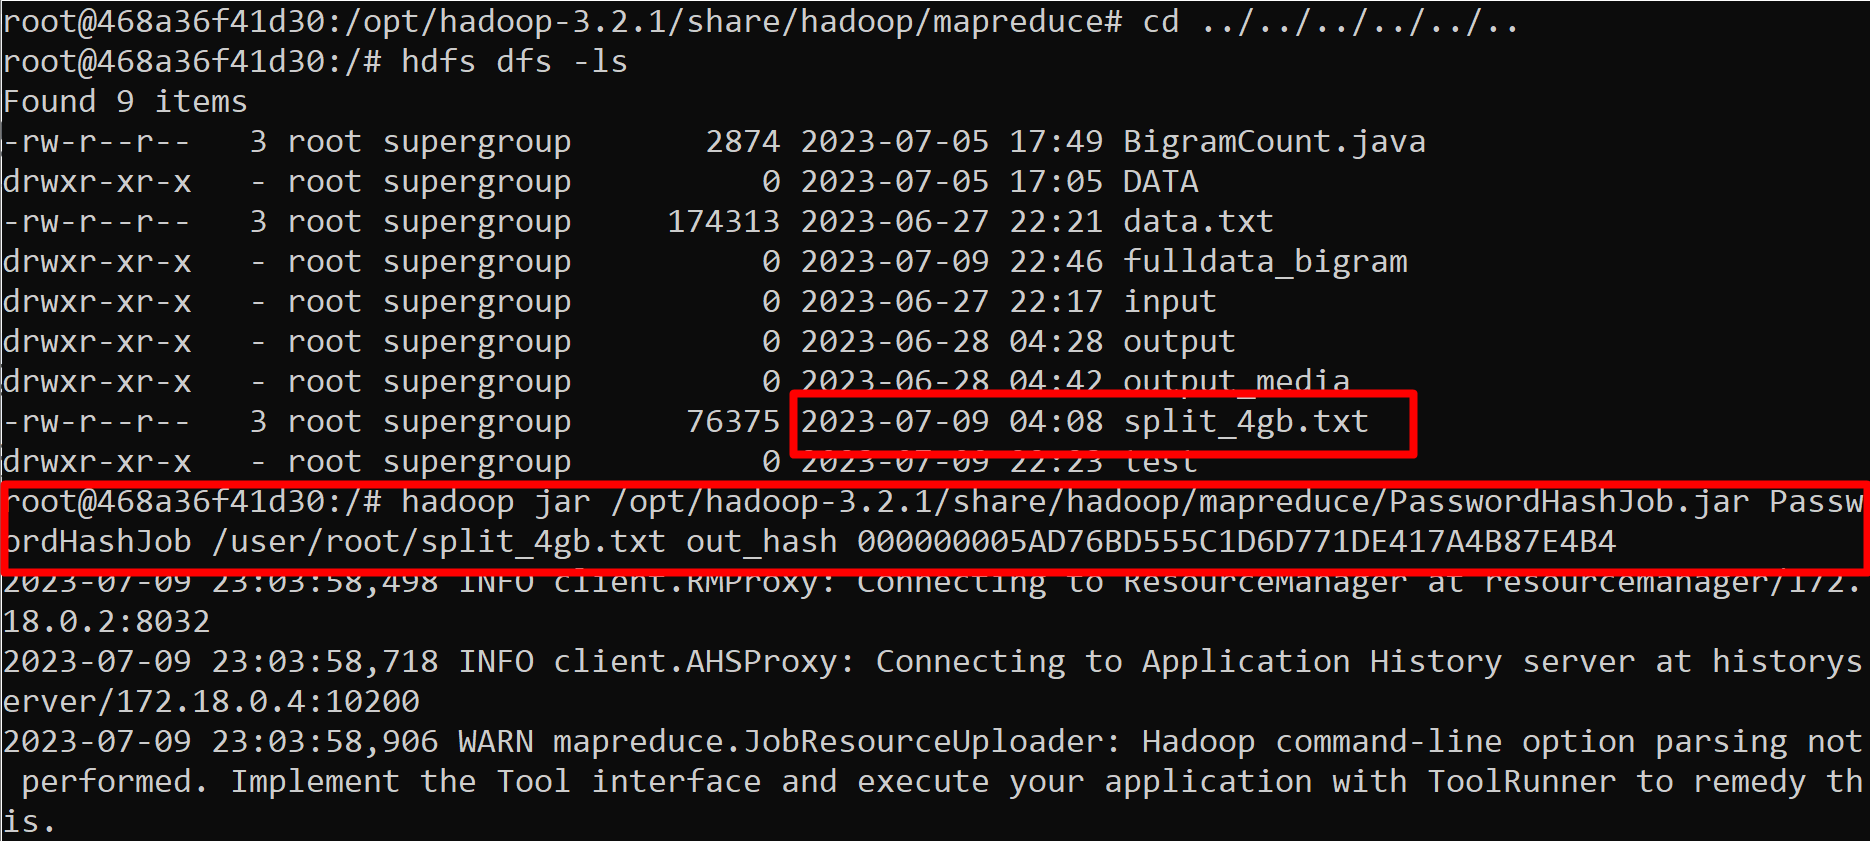 root@468a36f41d30:/opt/hadoop-3.2.1/share/hadoop/mapreduce# cd ../../../../../..
root@468a36f41d30:/# hdfs dfs -ls
Found 9 items
-rw-r--r--   3 root supergroup       2874 2023-07-05 17:49 BigramCount.java
drwxr-xr-x   - root supergroup          0 2023-07-05 17:05 DATA
-rw-r--r--   3 root supergroup     174313 2023-06-27 22:21 data.txt
drwxr-xr-x   - root supergroup          0 2023-07-09 22:46 fulldata_bigram
drwxr-xr-x   - root supergroup          0 2023-06-27 22:17 input
drwxr-xr-x   - root supergroup          0 2023-06-28 04:28 output
drwxr-xr-x   - root supergroup          0 2023-06-28 04:42 output_media
-rw-r--r--   3 root supergroup      76375 2023-07-09 04:08 split_4gb.txt
drwxr-xr-x   - root supergroup          0 2023-07-09 22:23 test
root@468a36f41d30:/# hadoop jar /opt/hadoop-3.2.1/share/hadoop/mapreduce/PasswordHashJob.jar Passw
ordHashJob /user/root/split_4gb.txt out_hash 000000005AD76BD555C1D6D771DE417A4B87E4B4
2023-07-09 23:03:58,498 INFO client.RMProxy: Connecting to ResourceManager at resourcemanager/172.
18.0.2:8032
2023-07-09 23:03:58,718 INFO client.AHSProxy: Connecting to Application History server at historys
erver/172.18.0.4:10200
2023-07-09 23:03:58,906 WARN mapreduce.JobResourceUploader: Hadoop command-line option parsing not
 performed. Implement the Tool interface and execute your application with ToolRunner to remedy th
is.